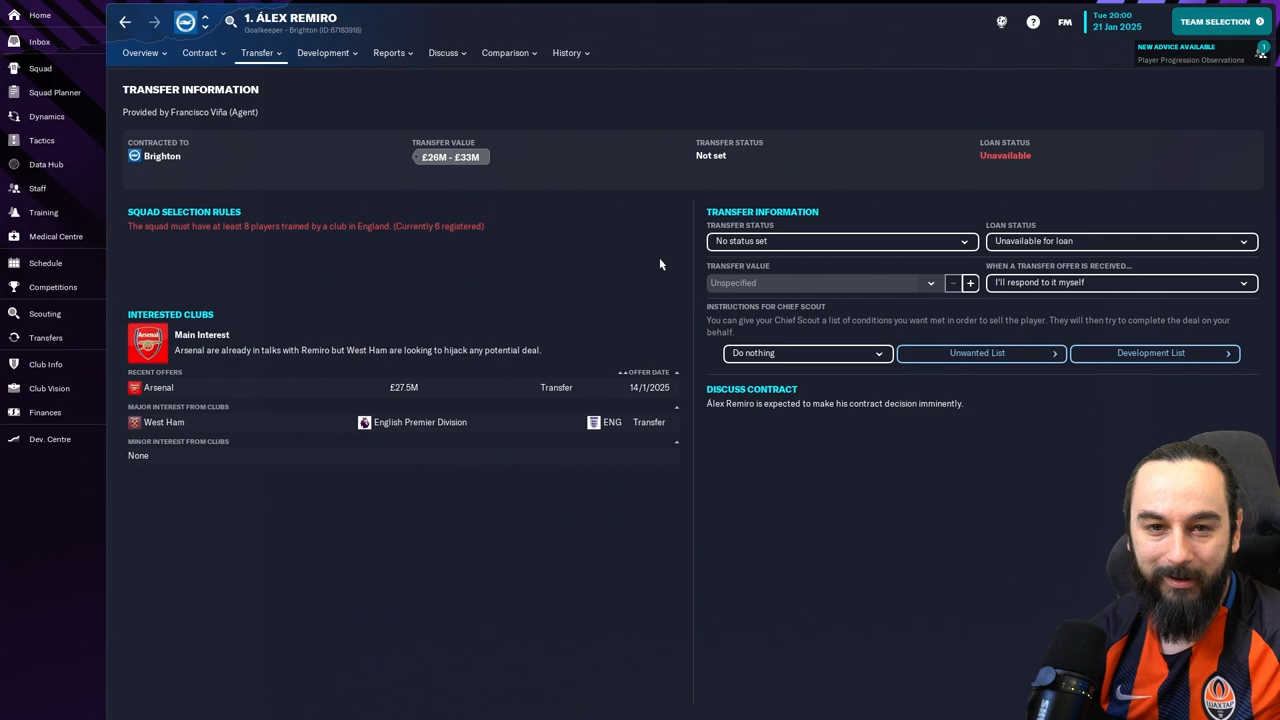 Home
Inbox
Squad
Squad Planner
Dynamics
Tactics
Data Hub
Staff
Training
Medical Centre
Schedule
Competitions
Scouting
Transfers
Club Info
Club Vision
Finances
Dev. Centre
1. ÁLEX REMIRO
Goalkeeper - Brighton (ID:67183918)
FM
Tue 20:00
21 Jan 2025
TEAM SELECTION
Overview Contract Transfer Development Reports Discuss Comparison History
NEW ADVICE AVAILABLE
1
Player Progression Observations
TRANSFER INFORMATION
Provided by Francisco Viña (Agent)
CONTRACTED TO
Brighton
TRANSFER VALUE
£26M - £33M
TRANSFER STATUS
Not set
LOAN STATUS
Unavailable
SQUAD SELECTION RULES
The squad must have at least 8 players trained by a club in England. (Currently 6 registered)
INTERESTED CLUBS
Arsenal
Main Interest
Arsenal are already in talks with Remiro but West Ham are looking to hijack any potential deal.
RECENT OFFERS OFFER DATE
Arsenal £27.5M Transfer 14/1/2025
MAJOR INTEREST FROM CLUBS
West Ham English Premier Division ENG Transfer
MINOR INTEREST FROM CLUBS
None
TRANSFER INFORMATION
TRANSFER STATUS
No status set
LOAN STATUS
Unavailable for loan
TRANSFER VALUE
Unspecified
WHEN A TRANSFER OFFER IS RECEIVED...
I'll respond to it myself
INSTRUCTIONS FOR CHIEF SCOUT
You can give your Chief Scout a list of conditions you want met in order to sell the player. They will then try to complete the deal on your
behalf.
Do nothing
Unwanted List
Development List
DISCUSS CONTRACT
Álex Remiro is expected to make his contract decision imminently.
ШАХТАР